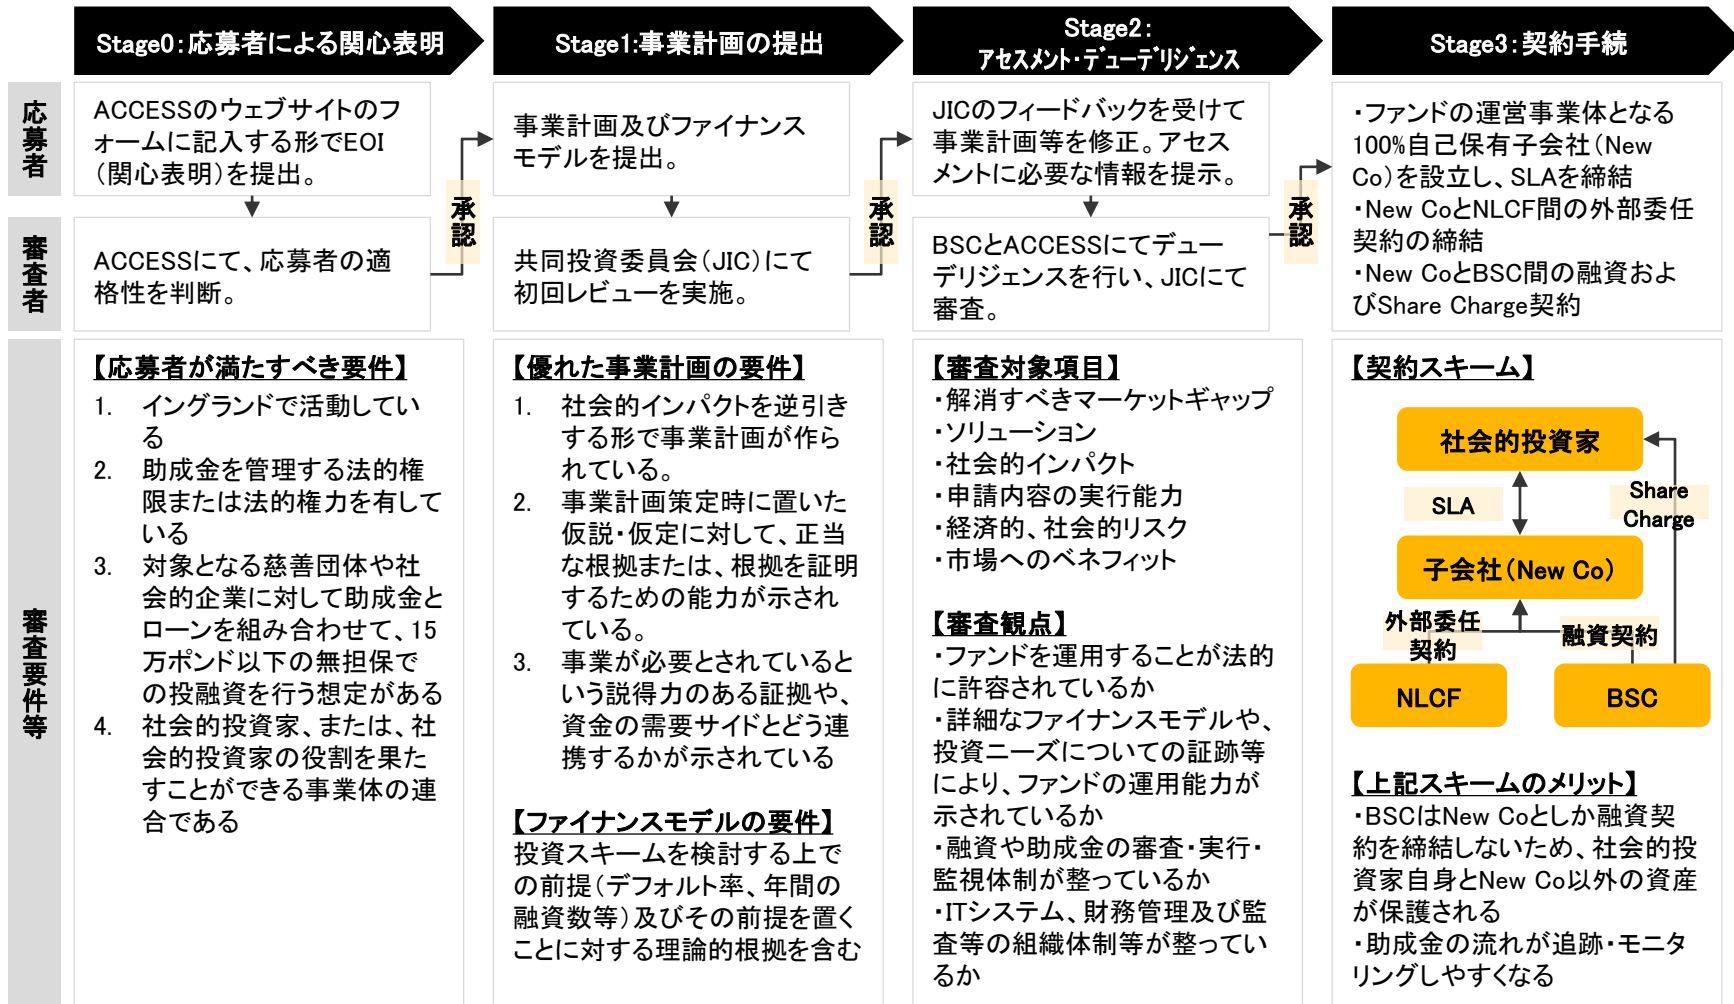 Stage0:応募者による関心表明
Stage1:事業計画の提出
Stage2:
アセスメント・デューデリジェンス
Stage3:契約手続
応募者
ACCESSのウェブサイトのフ
ォームに記入する形でEOI
(関心表明)を提出。
事業計画及びファイナンス
モデルを提出。
JICのフィードバックを受けて
事業計画等を修正。アセス
メントに必要な情報を提示。
・ファンドの運営事業体となる
100%自己保有子会社(New
Co)を設立し、SLAを締結
・New CoとNLCF間の外部委任
契約の締結
・New CoとBSC間の融資およ
びShare Charge契約
承認
承認
承認
審査者
ACCESSにて、応募者の適
格性を判断。
共同投資委員会(JIC)にて
初回レビューを実施。
BSCとACCESSにてデュー
デリジェンスを行い、JICにて
審査。
審査要件等
【応募者が満たすべき要件】
1. イングランドで活動してい
る
2. 助成金を管理する法的権
限または法的権力を有して
いる
3. 対象となる慈善団体や社
会的企業に対して助成金と
ローンを組み合わせて、15
万ポンド以下の無担保で
の投融資を行う想定がある
4. 社会的投資家、または、社
会的投資家の役割を果た
すことができる事業体の連
合である
【優れた事業計画の要件】
1. 社会的インパクトを逆引き
する形で事業計画が作ら
れている。
2. 事業計画策定時に置いた
仮説・仮定に対して、正当
な根拠または、根拠を証明
するための能力が示され
ている。
3. 事業が必要とされていると
いう説得力のある証拠や、
資金の需要サイドとどう連
携するかが示されている
【ファイナンスモデルの要件】
投資スキームを検討する上で
の前提(デフォルト率、年間の
融資数等)及びその前提を置く
ことに対する理論的根拠を含む
【審査対象項目】
・解消すべきマーケットギャップ
・ソリューション
・社会的インパクト
・申請内容の実行能力
・経済的、社会的リスク
・市場へのベネフィット
【審査観点】
・ファンドを運用することが法的
に許容されているか
・詳細なファイナンスモデルや、
投資ニーズについての証跡等
により、ファンドの運用能力が
示されているか
・融資や助成金の審査・実行・
監視体制が整っているか
・ITシステム、財務管理及び監
査等の組織体制等が整ってい
るか
【契約スキーム】
社会的投資家
SLA
Share
Charge
子会社(New Co)
外部委任
契約
融資契約
NLCF
BSC
【上記スキームのメリット】
・BSCはNew Coとしか融資契
約を締結しないため、社会的投
資家自身とNew Co以外の資産
が保護される
・助成金の流れが追跡・モニタ
リングしやすくなる